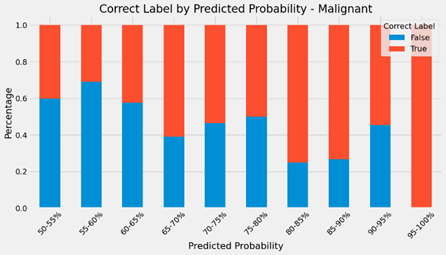 Correct Label by Predicted Probability - Malignant
Correct Label
False
True
Percentage
1.0
0.8
0.6
0.4
0.2
0.0
50-55%
55-60%
60-65%
65-70%
70-75%
75-80%
80-85%
85-90%
90-95%
95-100%
Predicted Probability